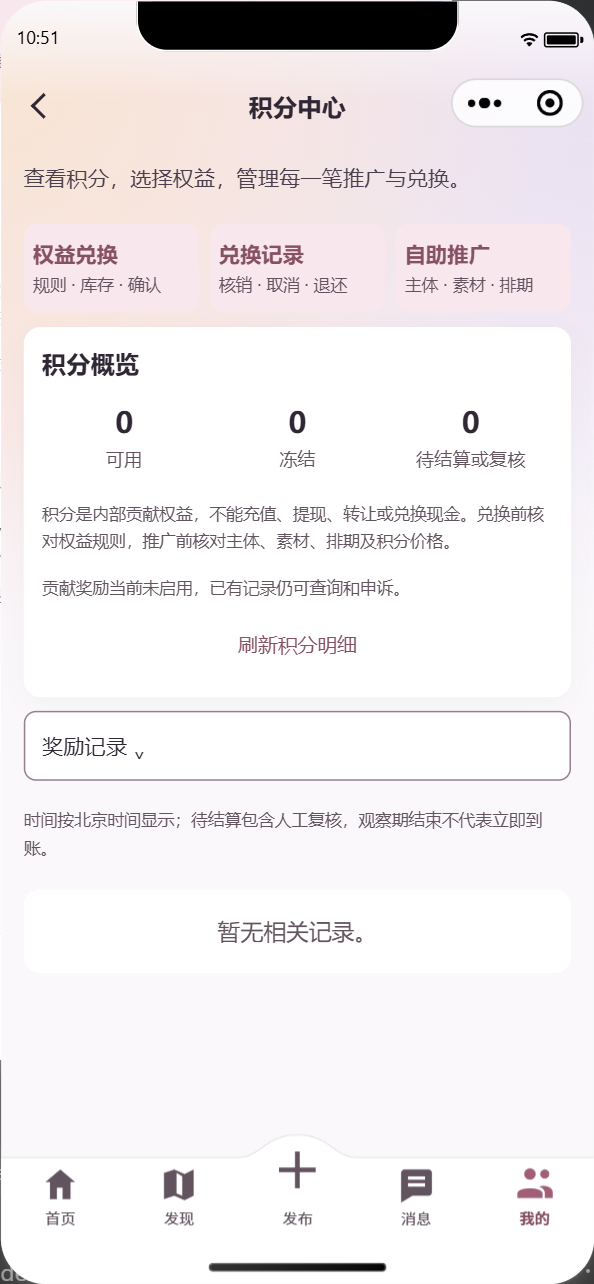 10:51
积分中心
查看积分，选择权益，管理每一笔推广与兑换。
权益兑换 兑换记录 自助推广
规则 · 库存 · 确认 核销 · 取消 · 退还 主体 · 素材 · 排期
积分概览
0 0 0
可用 冻结 待结算或复核
积分是内部贡献权益，不能充值、提现、转让或兑换现金。兑换前核
对权益规则，推广前核对主体、素材、排期及积分价格。
贡献奖励当前未启用，已有记录仍可查询和申诉。
刷新积分明细
奖励记录
时间按北京时间显示；待结算包含人工复核，观察期结束不代表立即到
账。
暂无相关记录。
首页 发现 发布 消息 我的